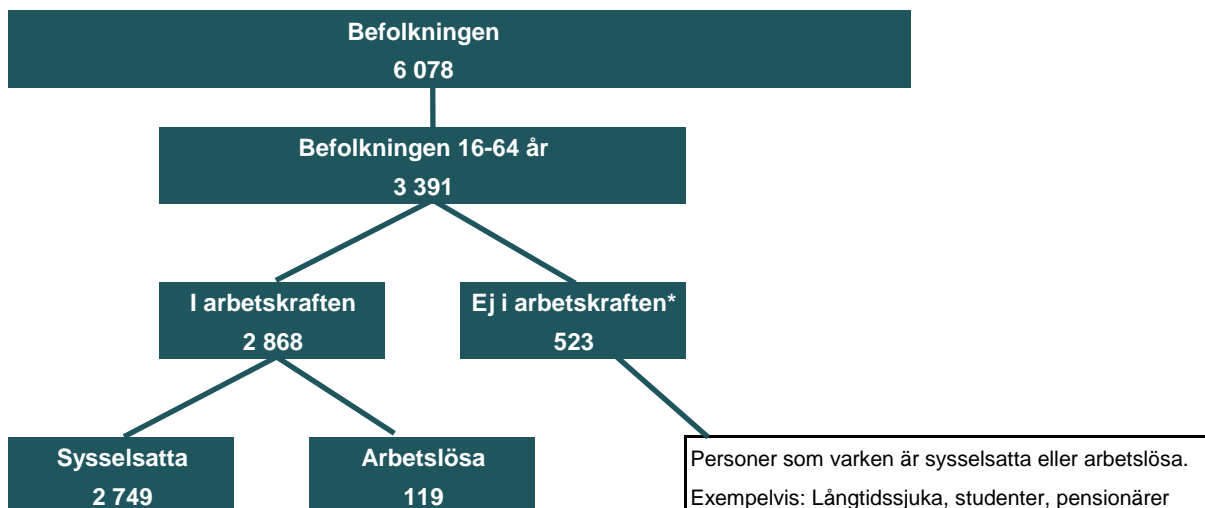 Befolkningen
6 078
Befolkningen 16-64 år
3 391
I arbetskraften
2 868
Ej i arbetskraften*
523
Sysselsatta
2 749
Arbetslösa
119
Personer som varken är sysselsatta eller arbetslösa.
Exempelvis: Långtidssjuka, studenter, pensionärer